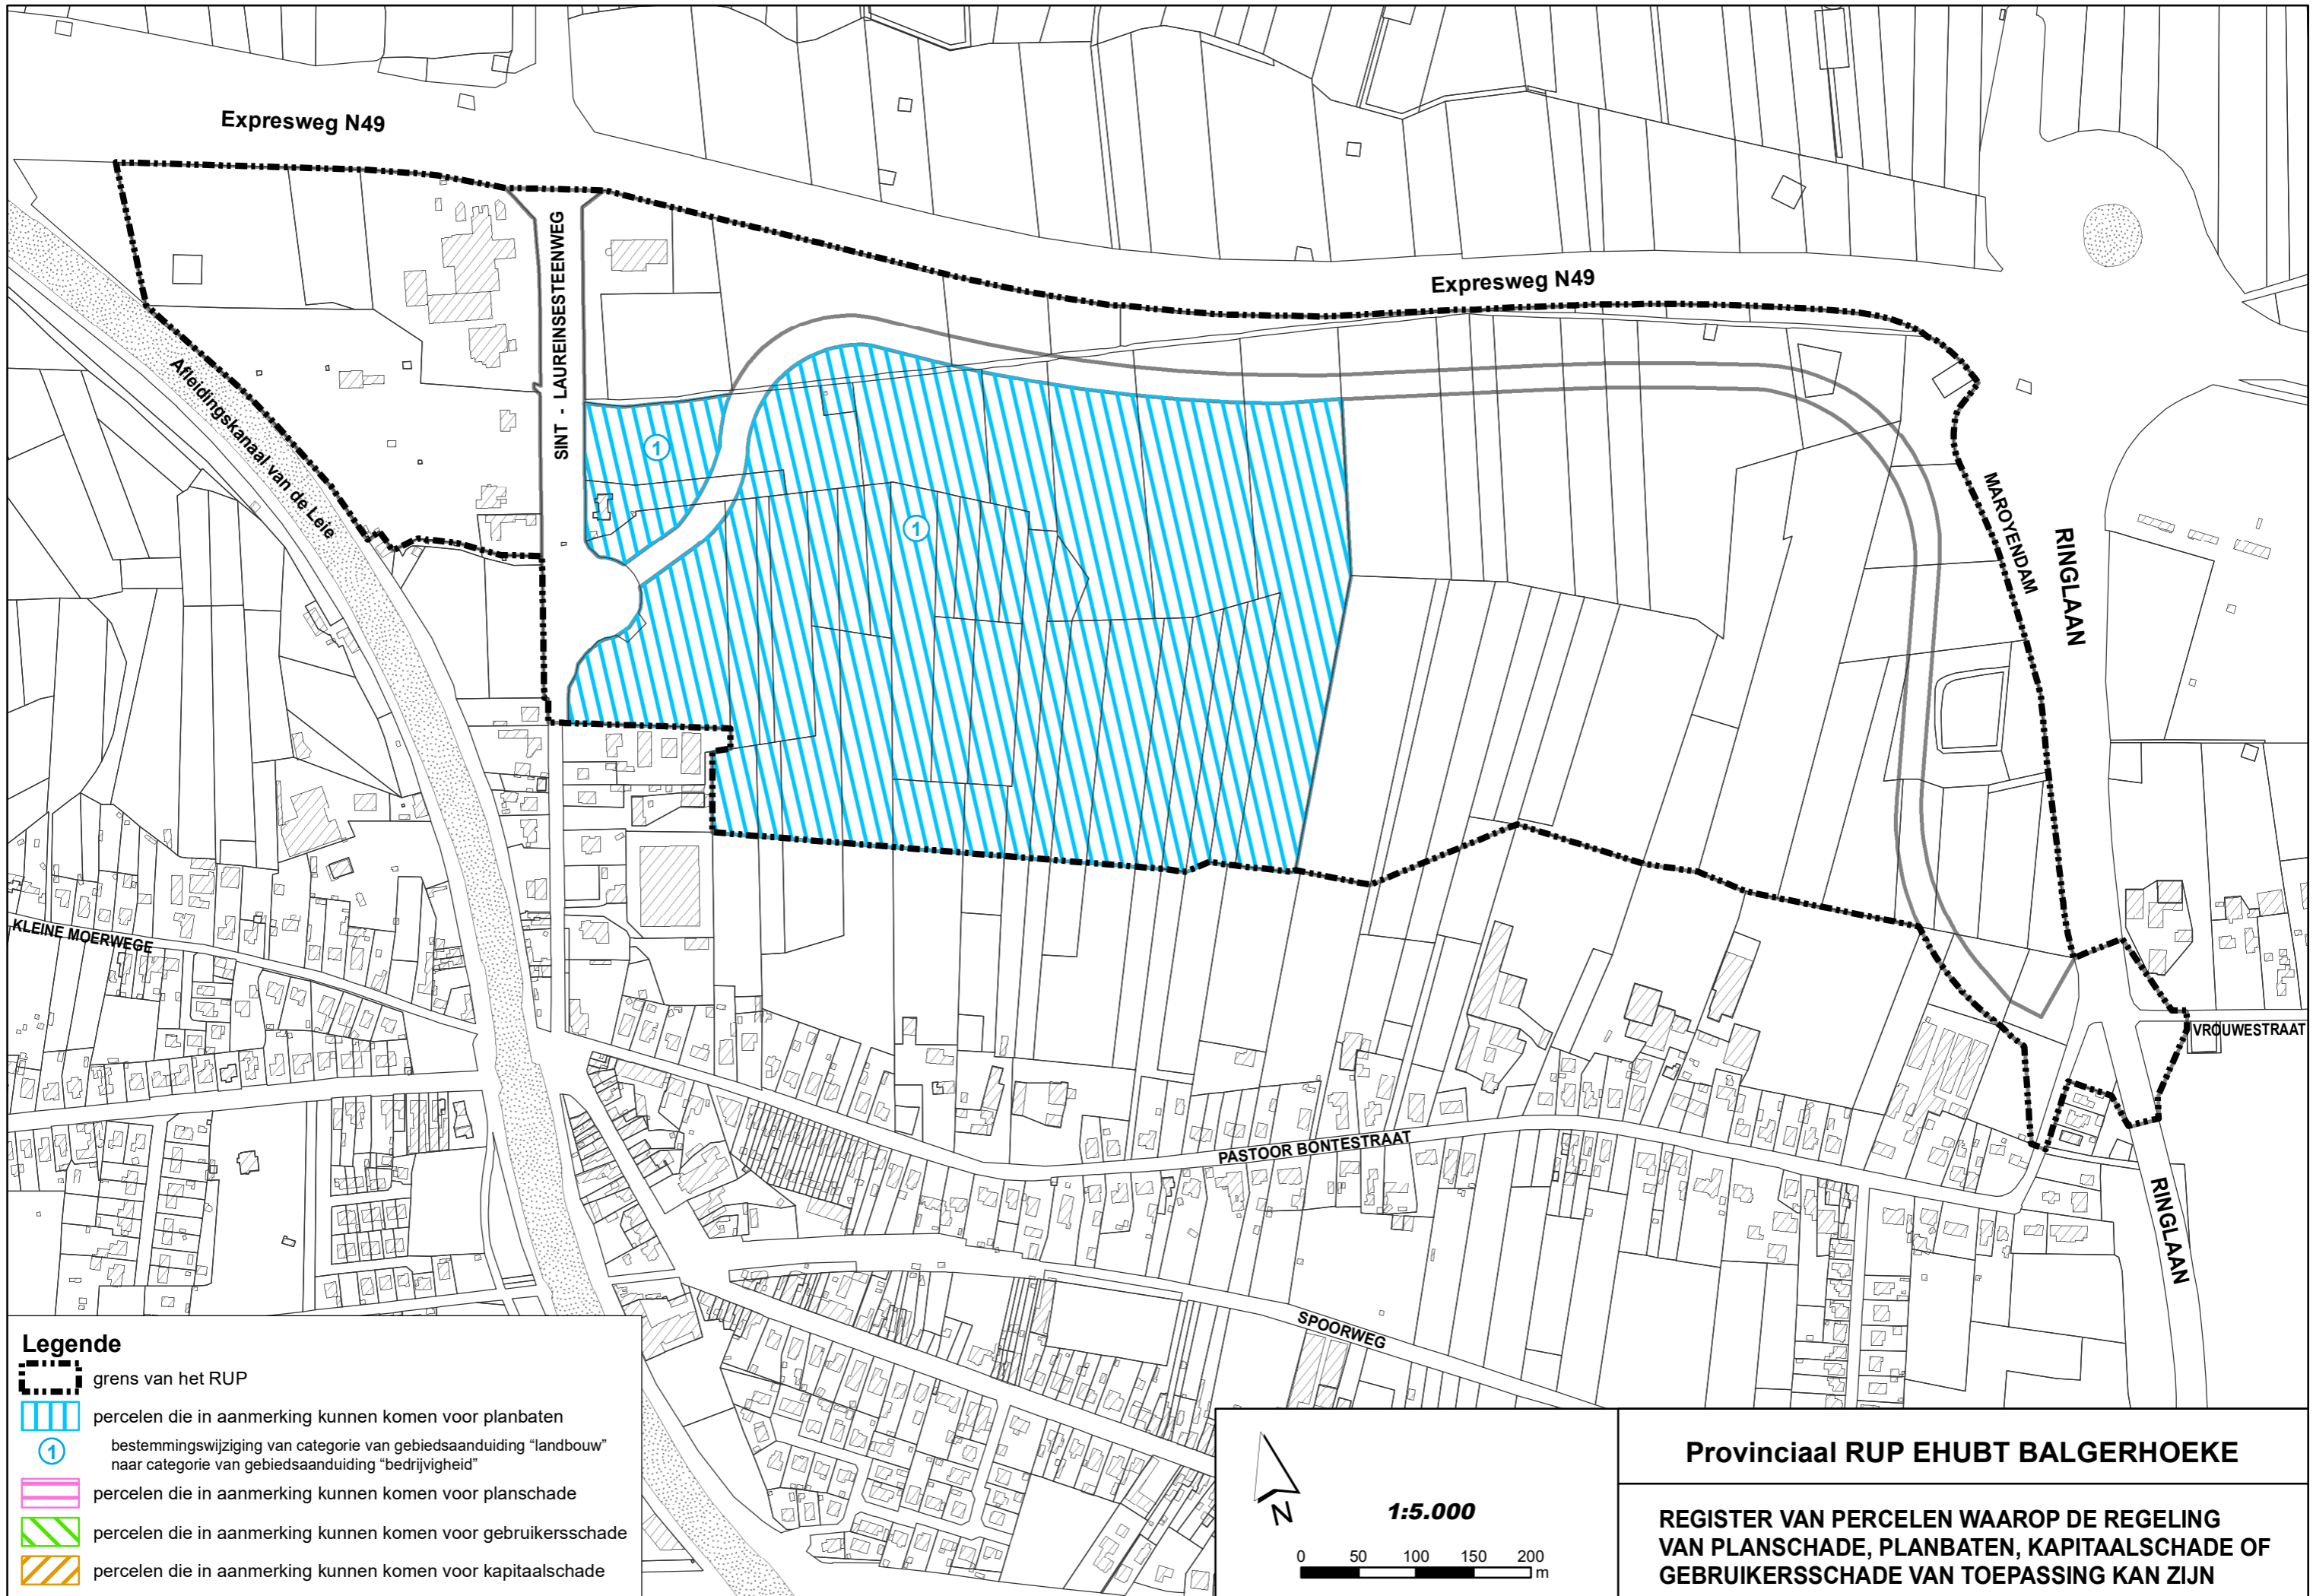 Expresweg N49
SINT - LAUREINSESTEENWEG
Expresweg N49
Afleidingskanaal van de Leie
1
1
MAROYENDAM
RINGLAAN
KLEINE MOERWEGE
VROUWESTRAAT
PASTOOR BONTESTRAAT
RINGLAAN
SPOORWEG
Legende
grens van het RUP
percelen die in aanmerking kunnen komen voor planbaten
1
bestemmingswijziging van categorie van gebiedsaanduiding “landbouw”
naar categorie van gebiedsaanduiding “bedrijvigheid”
percelen die in aanmerking kunnen komen voor planschade
percelen die in aanmerking kunnen komen voor gebruikersschade
percelen die in aanmerking kunnen komen voor kapitaalschade
N
1:5.000
0 50 100 150 200
m
Provinciaal RUP EHUBT BALGERHOEKE
REGISTER VAN PERCELEN WAAROP DE REGELING
VAN PLANSCHADE, PLANBATEN, KAPITAALSCHADE OF
GEBRUIKERSSCHADE VAN TOEPASSING KAN ZIJN